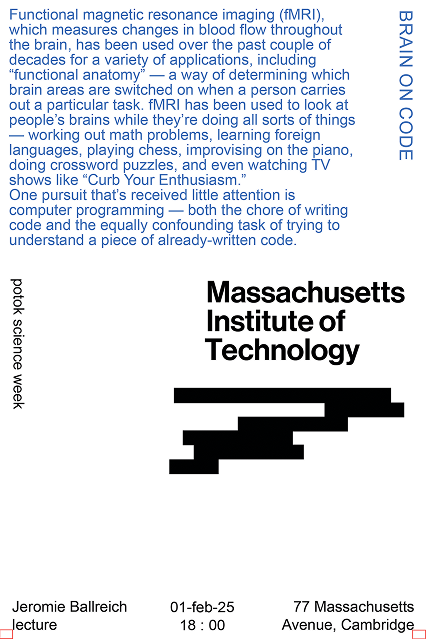 Functional magnetic resonance imaging (fMRI),
which measures changes in blood flow throughout
the brain, has been used over the past couple of
decades for a variety of applications, including
“functional anatomy” — a way of determining which
brain areas are switched on when a person carries
out a particular task. fMRI has been used to look at
people’s brains while they’re doing all sorts of things
— working out math problems, learning foreign
languages, playing chess, improvising on the piano,
doing crossword puzzles, and even watching TV
shows like “Curb Your Enthusiasm.”
One pursuit that’s received little attention is
computer programming — both the chore of writing
code and the equally confounding task of trying to
understand a piece of already-written code.
BRAIN ON CODE
potok science week
Massachusetts
Institute of
Technology
Jeromie Ballreich
lecture
01-feb-25
18 : 00
77 Massachusetts
Avenue, Cambridge